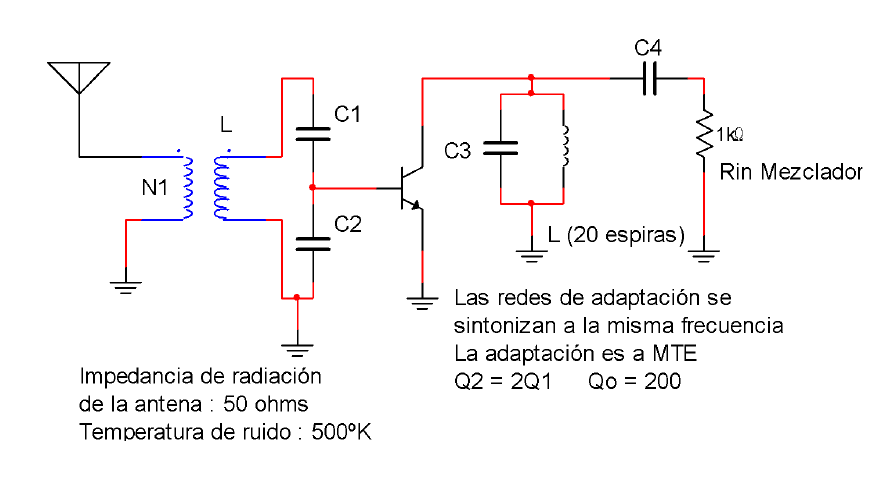 C4
L
C1
1kΩ
C3
Rin Mezclador
N1
C2
L (20 espiras)
Las redes de adaptación se
sintonizan a la misma frecuencia
La adaptación es a MTE
Q2 = 2Q1 Qo = 200
Impedancia de radiación
de la antena : 50 ohms
Temperatura de ruido : 500ºK